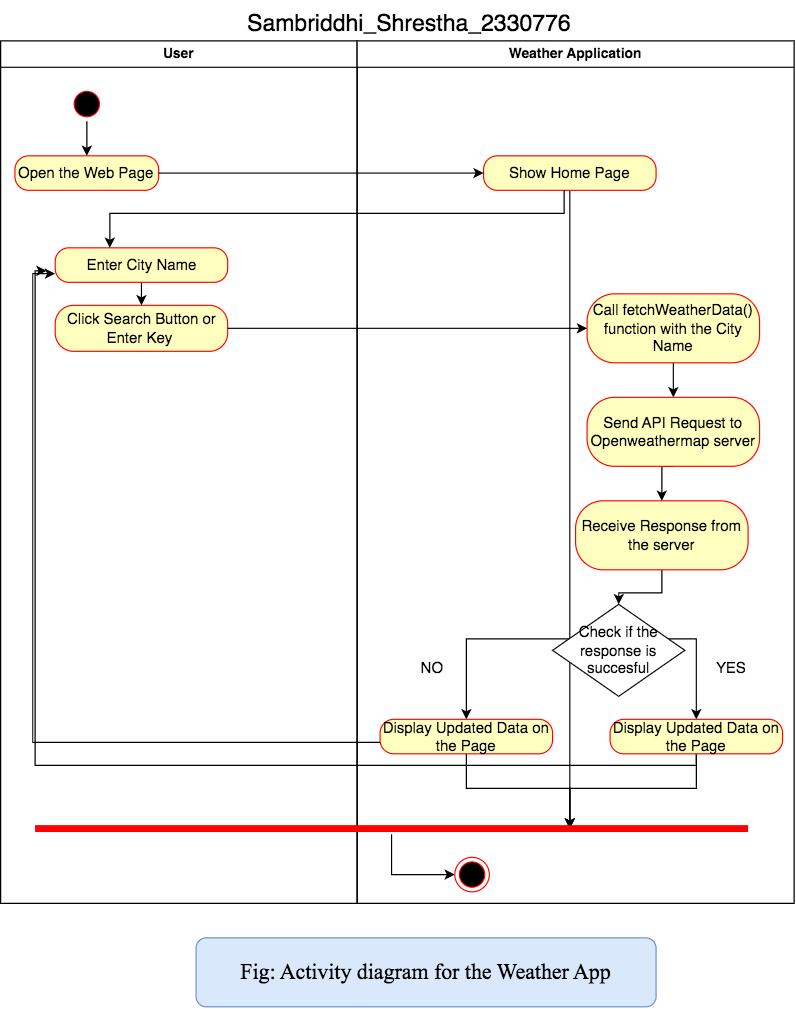 Sambriddhi_Shrestha_2330776
User
Weather Application
Open the Web Page
Show Home Page
Enter City Name
Click Search Button or
Enter Key
Call fetchWeatherData()
function with the City
Name
Send API Request to
Openweathermap server
Receive Response from
the server
Check if the
response is
succesful
NO
YES
Display Updated Data on
the Page
Display Updated Data on
the Page
Fig: Activity diagram for the Weather App